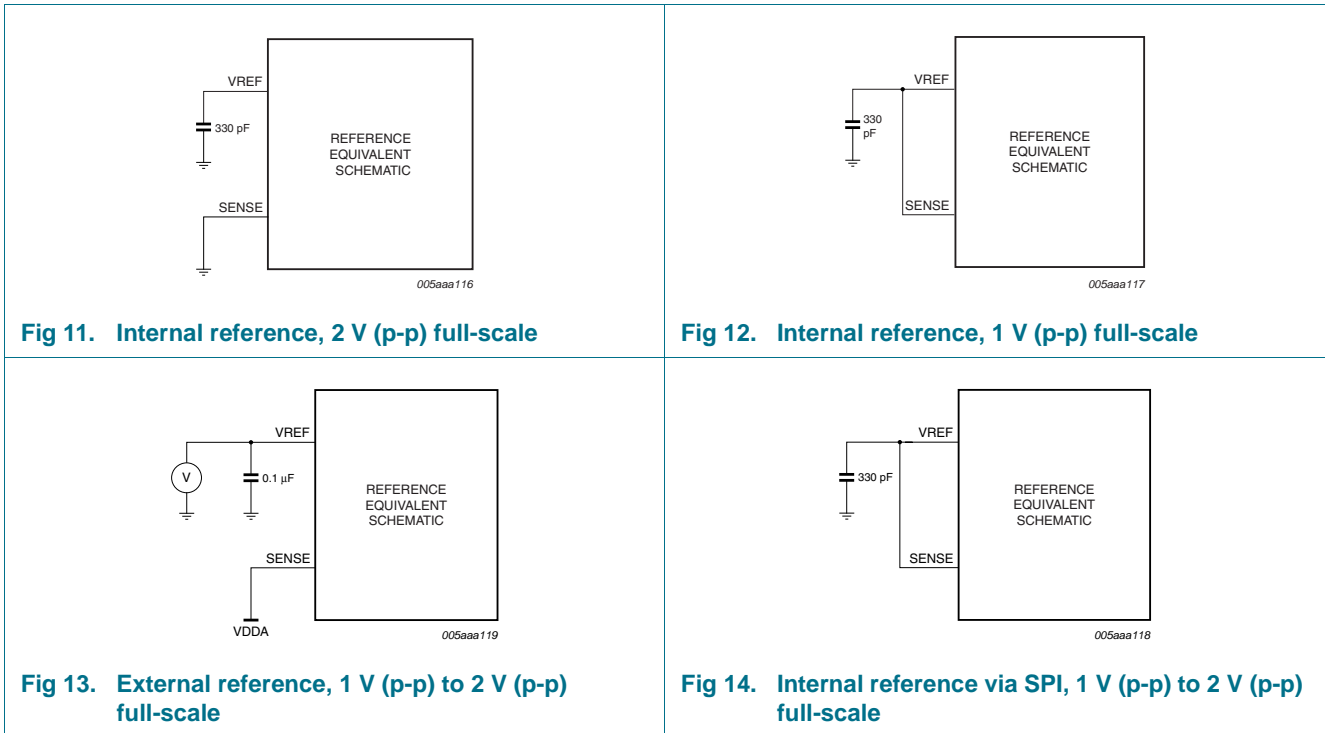 VREF
330 pF
REFERENCE
EQUIVALENT
SCHEMATIC
SENSE
005aaa116
Fig 11. Internal reference, 2 V (p-p) full-scale
VREF
330
pF
REFERENCE
EQUIVALENT
SCHEMATIC
SENSE
005aaa117
Fig 12. Internal reference, 1 V (p-p) full-scale
VREF
V
0.1 μF
REFERENCE
EQUIVALENT
SCHEMATIC
SENSE
VDDA
005aaa119
Fig 13. External reference, 1 V (p-p) to 2 V (p-p)
full-scale
VREF
330 pF
REFERENCE
EQUIVALENT
SCHEMATIC
SENSE
005aaa118
Fig 14. Internal reference via SPI, 1 V (p-p) to 2 V (p-p)
full-scale